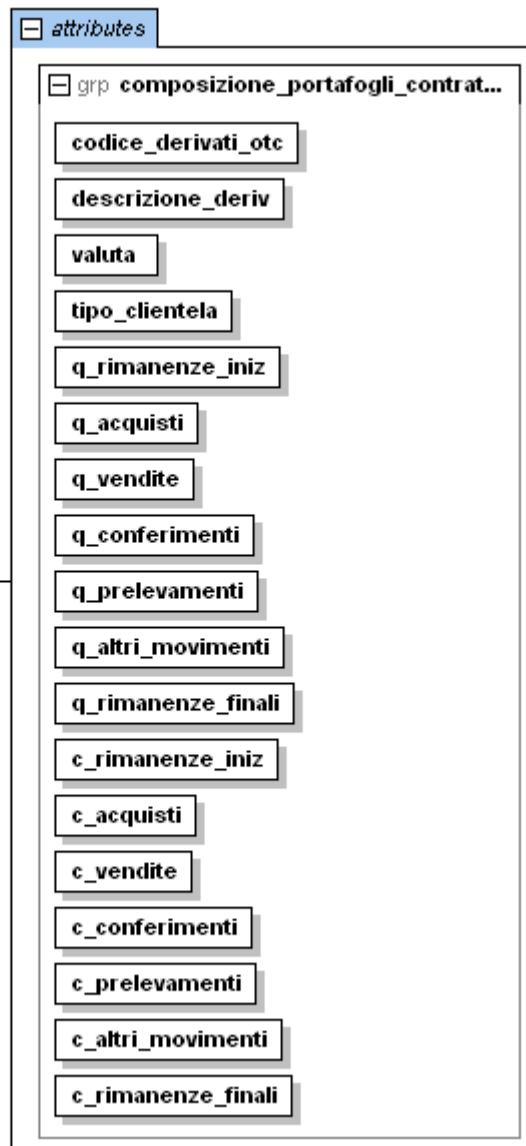 attributes
grp composizione_portafogli_contrat...
codice_derivati_otc
descrizione_deriv
valuta
tipo_clientela
q_rimanenze_iniz
q_acquisti
q_vendite
q_conferimenti
q_prelevamenti
q_altri_movimenti
q_rimanenze_finali
c_rimanenze_iniz
c_acquisti
c_vendite
c_conferimenti
c_prelevamenti
c_altri_movimenti
c_rimanenze_finali